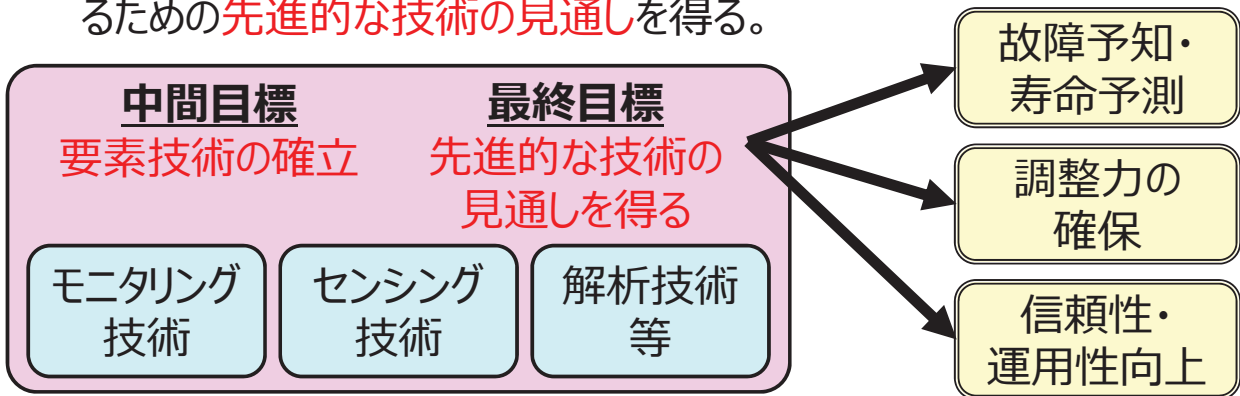 るための先進的な技術の見通しを得る。
中間目標
要素技術の確立
最終目標
先進的な技術の
見通しを得る
モニタリング
技術
センシング
技術
解析技術
等
故障予知・
寿命予測
調整力の
確保
信頼性・
運用性向上